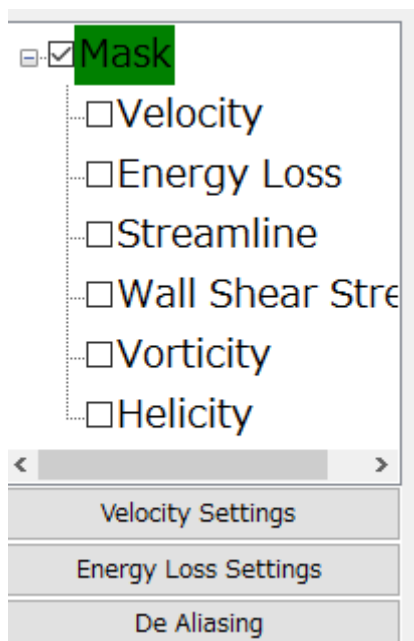 Mask
Velocity
Energy Loss
Streamline
Wall Shear Stre
Vorticity
Helicity
Velocity Settings
Energy Loss Settings
De Aliasing